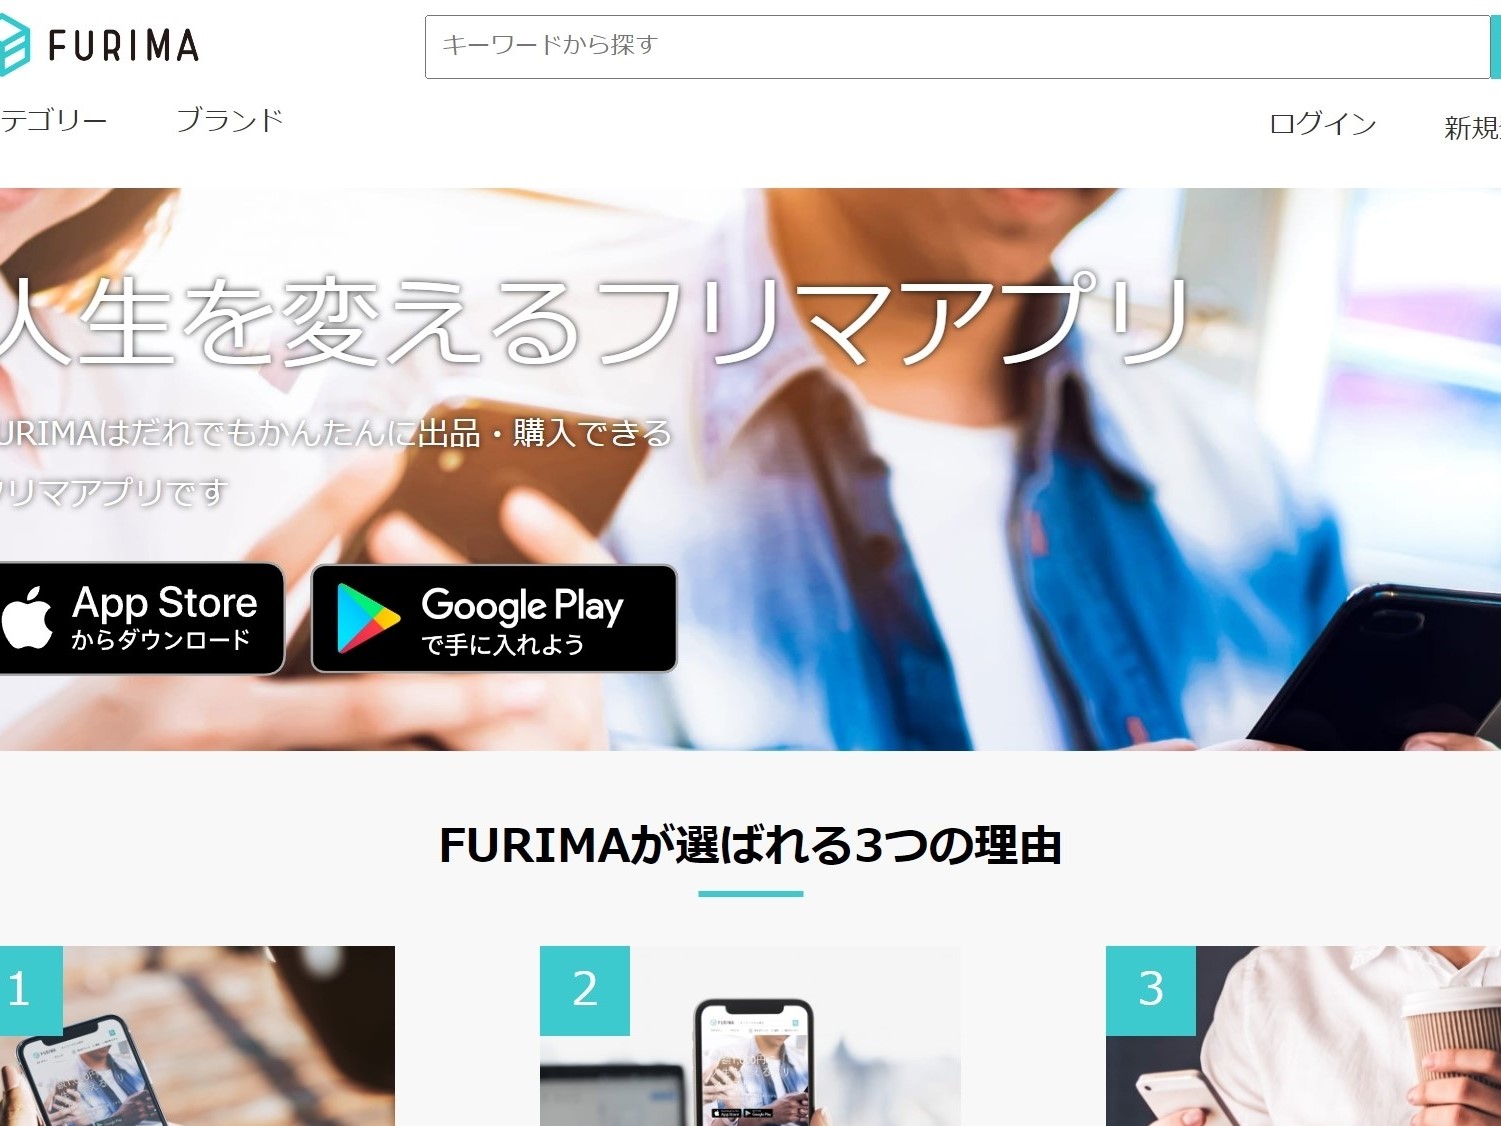 FURIMA
キーワードから探す
テゴリー
ブランド
ログイン
新規
人生を変えるフリマアプリ
URIMAはだれでもかんたんに出品・購入できる
フリマアプリです
App Store
からダウンロード
Google Play
で手に入れよう
FURIMAが選ばれる3つの理由
1
2
3